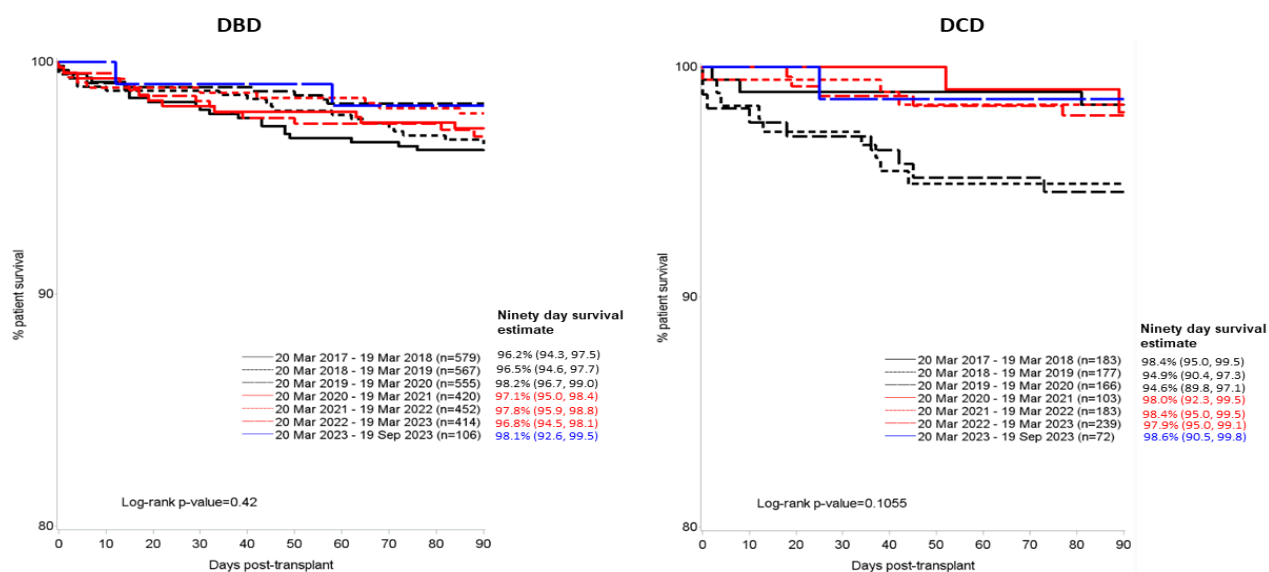 DBD
100
90
80
% patient survival
0 10 20 30 40 50 60 70 80 90
Days post-transplant
Ninety day survival
estimate
20 Mar 2017 - 19 Mar 2018 (n=579) 96.2% (94.3, 97.5)
20 Mar 2018 - 19 Mar 2019 (n=567) 96.5% (94.6, 97.7)
20 Mar 2019 - 19 Mar 2020 (n=555) 98.2% (96.7, 99.0)
20 Mar 2020 - 19 Mar 2021 (n=420) 97.1% (95.0, 98.4)
20 Mar 2021 - 19 Mar 2022 (n=452) 97.8% (95.9, 98.8)
20 Mar 2022 - 19 Mar 2023 (n=414) 96.8% (94.5, 98.1)
20 Mar 2023 - 19 Sep 2023 (n=106) 98.1% (92.6, 99.5)
Log-rank p-value=0.42
DCD
100
90
80
% patient survival
0 10 20 30 40 50 60 70 80 90
Days post-transplant
Ninety day survival
estimate
20 Mar 2017 - 19 Mar 2018 (n=183) 98.4% (95.0, 99.5)
20 Mar 2018 - 19 Mar 2019 (n=177) 94.9% (90.4, 97.3)
20 Mar 2019 - 19 Mar 2020 (n=166) 94.6% (89.8, 97.1)
20 Mar 2020 - 19 Mar 2021 (n=103) 98.0% (92.3, 99.5)
20 Mar 2021 - 19 Mar 2022 (n=183) 98.4% (95.0, 99.5)
20 Mar 2022 - 19 Mar 2023 (n=239) 97.9% (95.0, 99.1)
20 Mar 2023 - 19 Sep 2023 (n=72) 98.6% (90.5, 99.8)
Log-rank p-value=0.1055